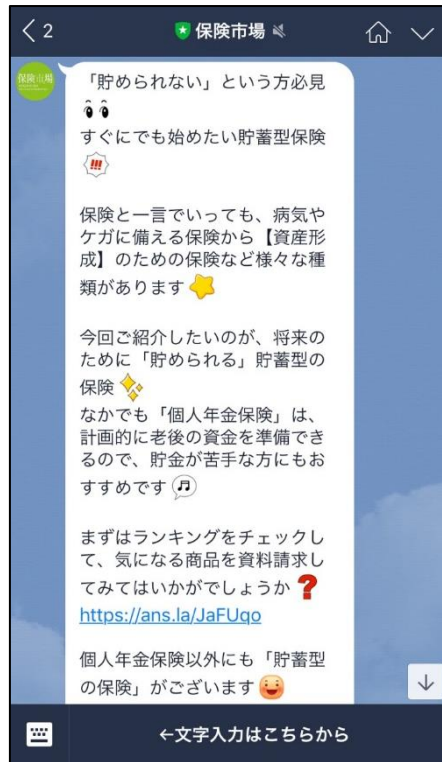 2
保険市場
保険市場
「貯められない」という方必見
すぐにでも始めたい貯蓄型保険
!!!
保険と一言でいっても、病気や
ケガに備える保険から【資産形
成】のための保険など様々な種
類があります
今回ご紹介したいのが、将来の
ために「貯められる」貯蓄型の
保険
なかでも「個人年金保険」は、
計画的に老後の資金を準備でき
るので、貯金が苦手な方にもお
すすめです
まずはランキングをチェックし
て、気になる商品を資料請求し
てみてはいかがでしょうか❓
https://ans.la/JaFUqo
個人年金保険以外にも「貯蓄型
の保険」がございます
←文字入力はこちらから